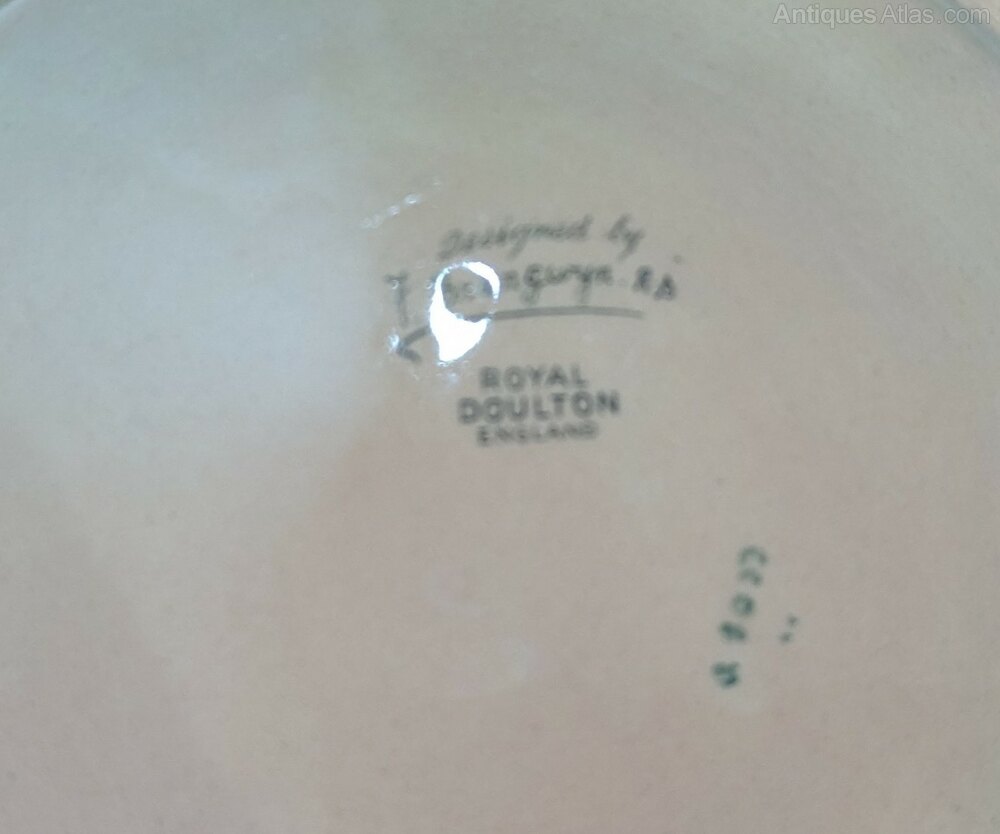 AntiquesAtlas.com
Designed by
RA
ROYAL
DOULTON
ENGLAND